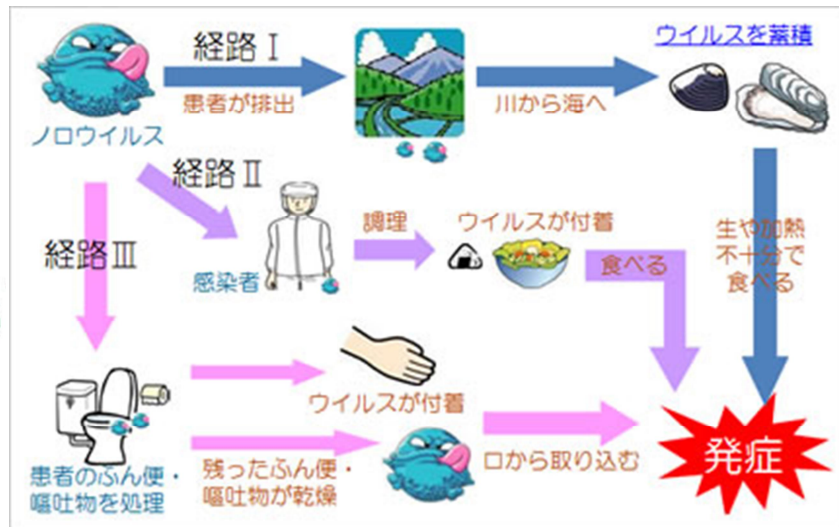 経路Ⅰ
患者が排出
川から海へ
ウイルスを蓄積
ノロウイルス
経路Ⅱ
感染者
調理
ウイルスが付着
食べる
生や加熱
不十分で
食べる
経路Ⅲ
患者のふん便・
嘔吐物を処理
ウイルスが付着
残ったふん便・
嘔吐物が乾燥
口から取り込む
発症